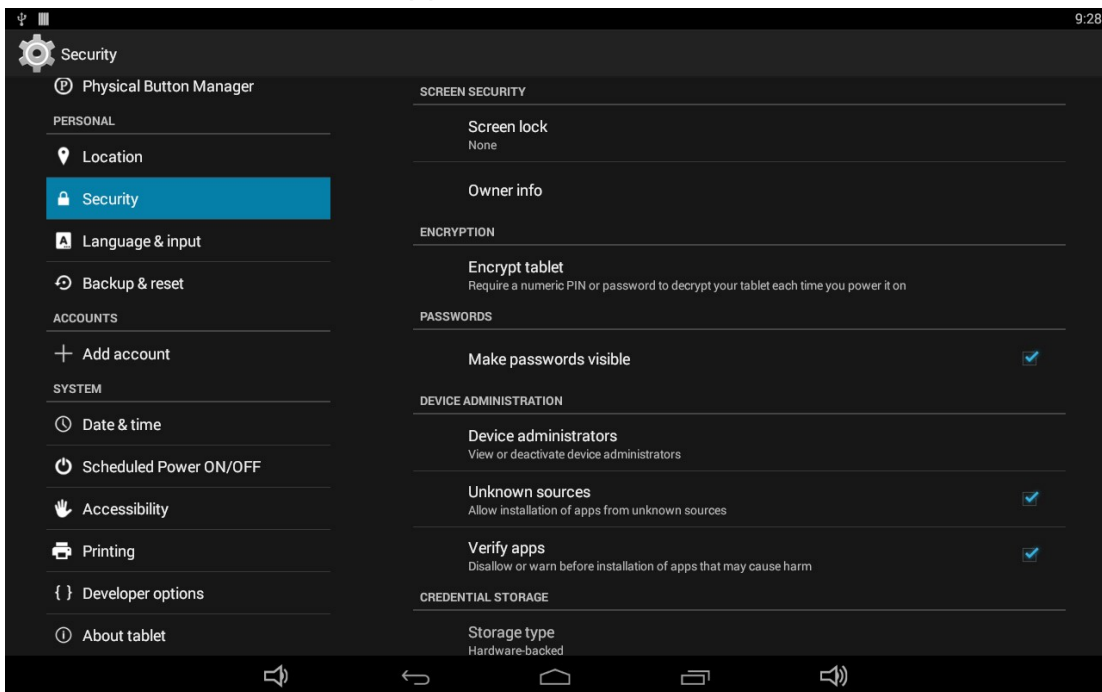 9:28
Security
Physical Button Manager
PERSONAL
Location
Security
Language & input
Backup & reset
ACCOUNTS
Add account
SYSTEM
Date & time
Scheduled Power ON/OFF
Accessibility
Printing
Developer options
About tablet
SCREEN SECURITY
Screen lock
None
Owner info
ENCRYPTION
Encrypt tablet
Require a numeric PIN or password to decrypt your tablet each time you power it on
PASSWORDS
Make passwords visible
DEVICE ADMINISTRATION
Device administrators
View or deactivate device administrators
Unknown sources
Allow installation of apps from unknown sources
Verify apps
Disallow or warn before installation of apps that may cause harm
CREDENTIAL STORAGE
Storage type
Hardware-backed